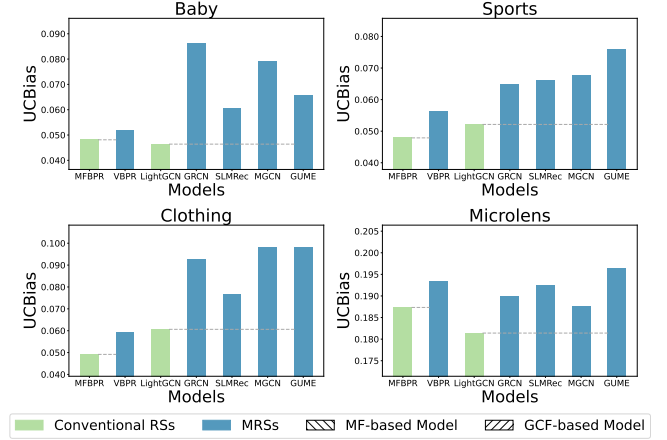 Baby
UCBias
0.090
0.080
0.070
0.060
0.050
0.040
MFBPR VBPR LightGCN GRCN SLMRec MGCN GUME
Models
Sports
UCBias
0.080
0.070
0.060
0.050
0.040
MFBPR VBPR LightGCN GRCN SLMRec MGCN GUME
Models
Clothing
UCBias
0.100
0.090
0.080
0.070
0.060
0.050
0.040
MFBPR VBPR LightGCN GRCN SLMRec MGCN GUME
Models
Microlens
UCBias
0.205
0.200
0.195
0.190
0.185
0.180
0.175
MFBPR VBPR LightGCN GRCN SLMRec MGCN GUME
Models
Conventional RSs MRSs MF-based Model GCF-based Model